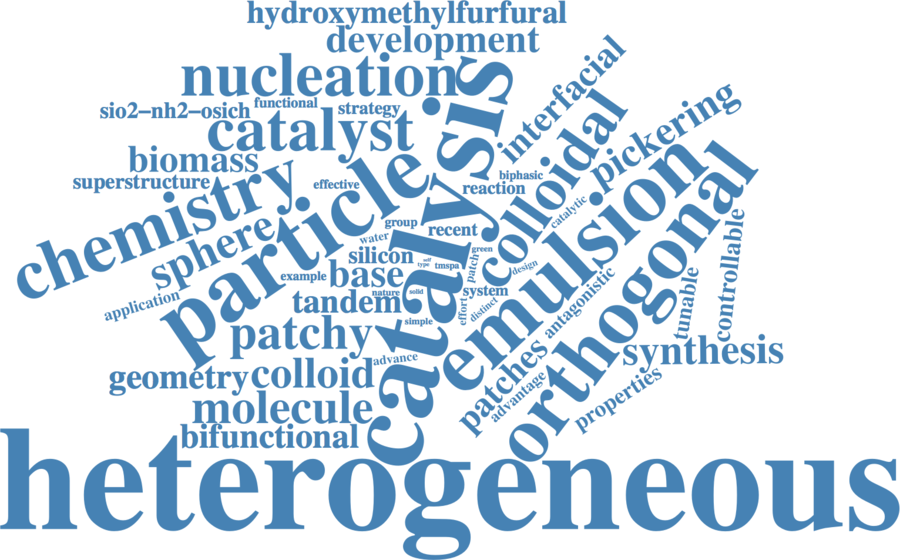 hydroxymethylfurfural
development
nucleation
interfacial
sio2–nh2–osich
functional
strategy
catalyst
catalysis
colloidal
pickering
biomass
superstructure
effective
biphasic
reaction
chemistry
particle
sphere
group
recent
catalytic
emulsion
orthogonal
water
silicon
self
type
tmspa
green
patch
design
controllable
example
base
nature
solid
system
tunable
application
tandem
simple
effort
distinct
antagonistic
patchy
advance
patches
synthesis
geometry
colloid
advantage
properties
molecule
bifunctional
heterogeneous